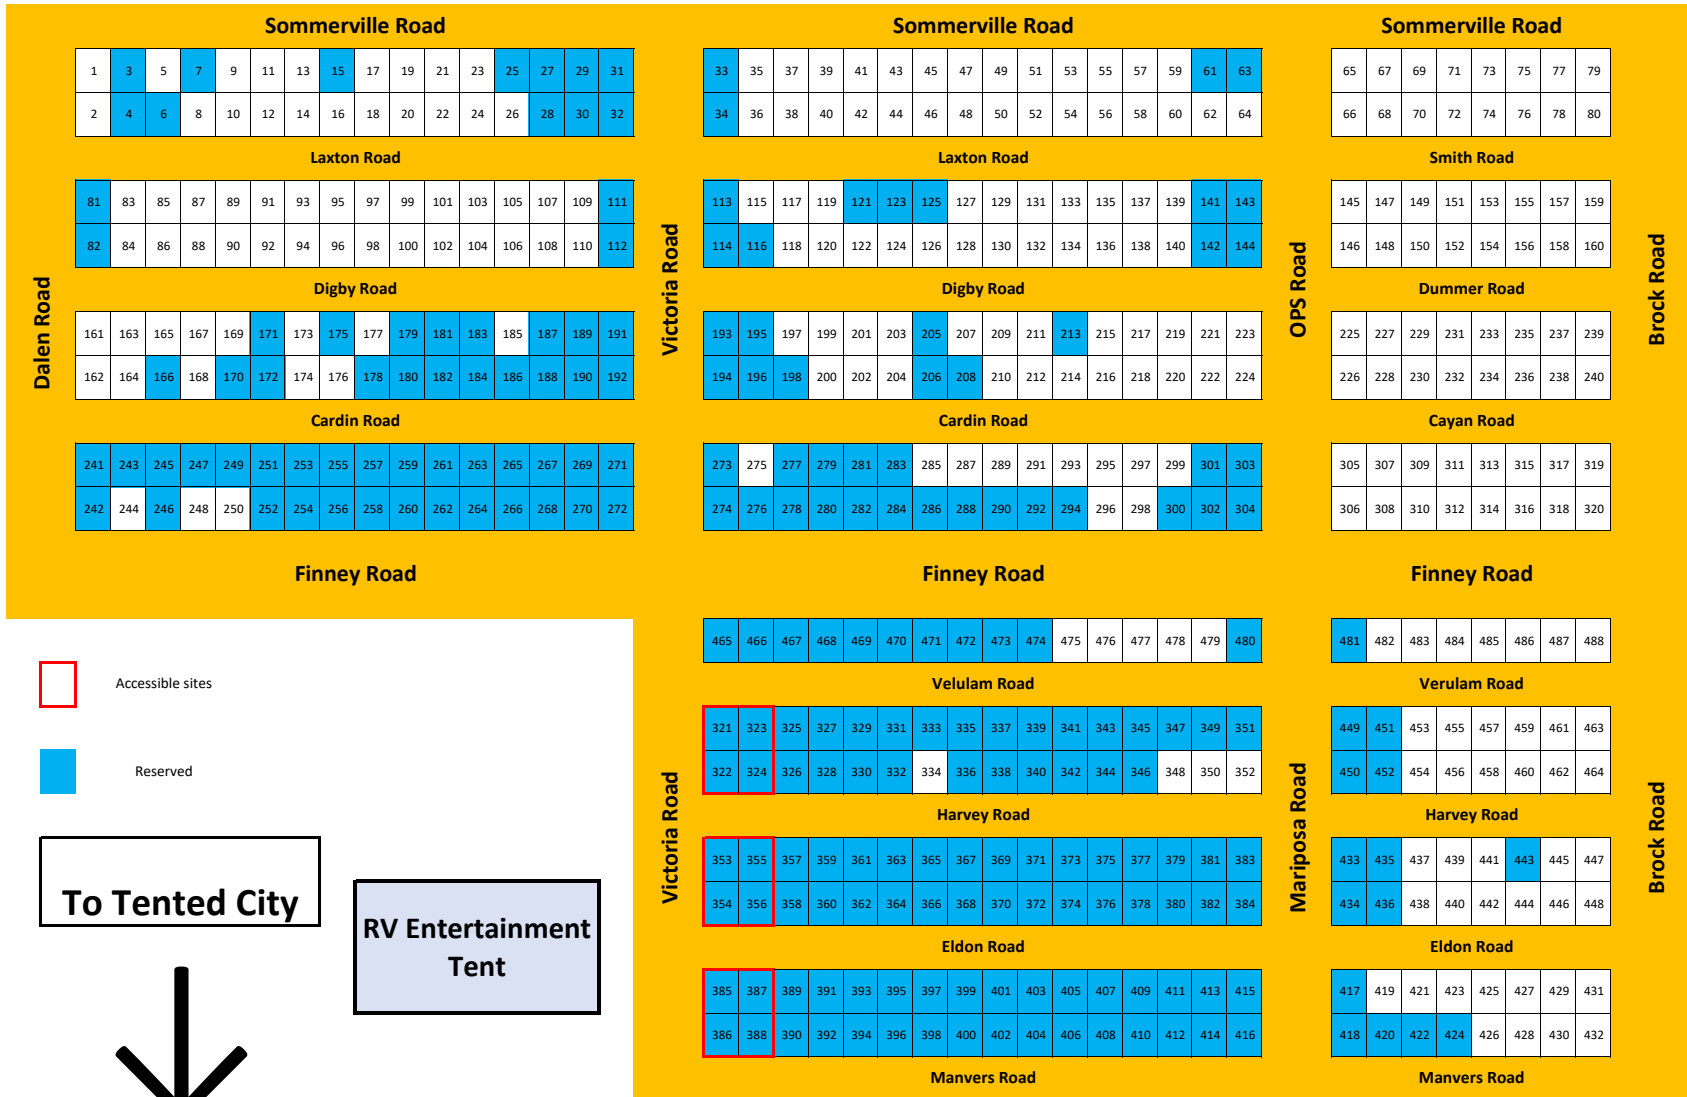 Sommerville Road Sommerville Road Sommerville Road
1 3 5 7 9 11 13 15 17 19 21 23 25 27 29 31 33 35 37 39 41 43 45 47 49 51 53 55 57 59 61 63 65 67 69 71 73 75 77 79
2 4 6 8 10 12 14 16 18 20 22 24 26 28 30 32 34 36 38 40 42 44 46 48 50 52 54 56 58 60 62 64 66 68 70 72 74 76 78 80
Laxton Road Laxton Road Smith Road
81 83 85 87 89 91 93 95 97 99 101 103 105 107 109 111 113 115 117 119 121 123 125 127 129 131 133 135 137 139 141 143 145 147 149 151 153 155 157 159
82 84 86 88 90 92 94 96 98 100 102 104 106 108 110 112 114 116 118 120 122 124 126 128 130 132 134 136 138 140 142 144 146 148 150 152 154 156 158 160
Digby Road Digby Road Dummer Road
Dalen Road
Victoria Road
OPS Road
Brock Road
161 163 165 167 169 171 173 175 177 179 181 183 185 187 189 191 193 195 197 199 201 203 205 207 209 211 213 215 217 219 221 223 225 227 229 231 233 235 237 239
162 164 166 168 170 172 174 176 178 180 182 184 186 188 190 192 194 196 198 200 202 204 206 208 210 212 214 216 218 220 222 224 226 228 230 232 234 236 238 240
Cardin Road Cardin Road Cayan Road
241 243 245 247 249 251 253 255 257 259 261 263 265 267 269 271 273 275 277 279 281 283 285 287 289 291 293 295 297 299 301 303 305 307 309 311 313 315 317 319
242 244 246 248 250 252 254 256 258 260 262 264 266 268 270 272 274 276 278 280 282 284 286 288 290 292 294 296 298 300 302 304 306 308 310 312 314 316 318 320
Finney Road Finney Road Finney Road
465 466 467 468 469 470 471 472 473 474 475 476 477 478 479 480 481 482 483 484 485 486 487 488
Velulam Road Verulam Road
Accessible sites
321 323 325 327 329 331 333 335 337 339 341 343 345 347 349 351 449 451 453 455 457 459 461 463
322 324 326 328 330 332 334 336 338 340 342 344 346 348 350 352 450 452 454 456 458 460 462 464
Reserved
Harvey Road Harvey Road
Victoria Road
Mariposa Road
Brock Road
353 355 357 359 361 363 365 367 369 371 373 375 377 379 381 383 433 435 437 439 441 443 445 447
354 356 358 360 362 364 366 368 370 372 374 376 378 380 382 384 434 436 438 440 442 444 446 448
To Tented City
RV Entertainment
Tent
Eldon Road Eldon Road
385 387 389 391 393 395 397 399 401 403 405 407 409 411 413 415 417 419 421 423 425 427 429 431
386 388 390 392 394 396 398 400 402 404 406 408 410 412 414 416 418 420 422 424 426 428 430 432
Manvers Road Manvers Road